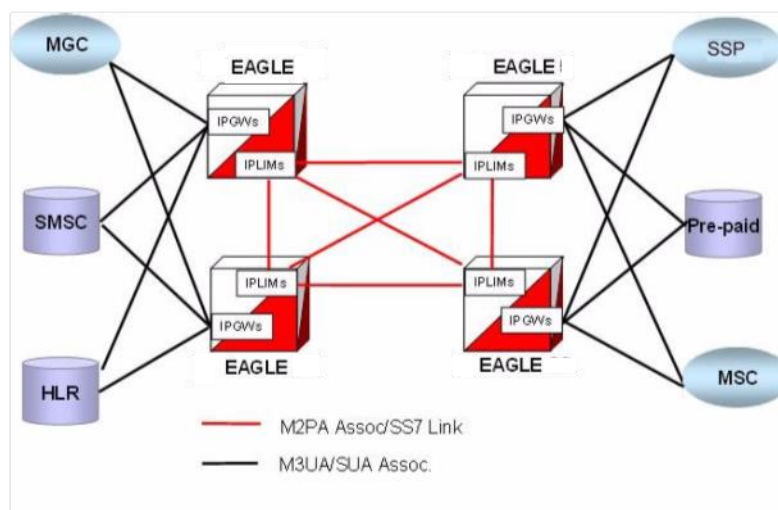 MGC
EAGLE
EAGLE
SSP
IPGWs
IPGWs
IPLIMs
IPLIMs
SMSC
Pre-paid
IPLIMs
IPLIMs
IPGWs
IPGWs
HLR
EAGLE
EAGLE
MSC
M2PA Assoc/SS7 Link
M3UA/SUA Assoc.